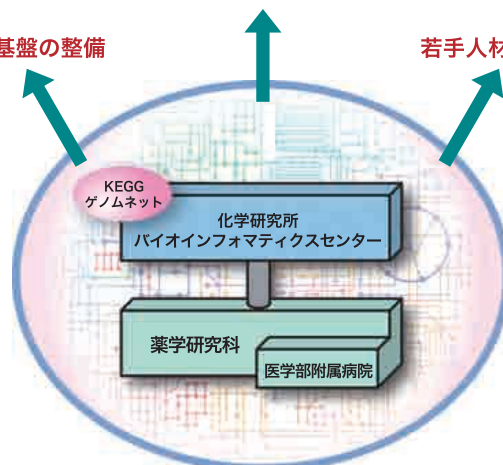 基盤の整備
若手人材
KEGG
ゲノムネット
化学研究所
バイオインフォマティクスセンター
薬学研究科
医学部附属病院